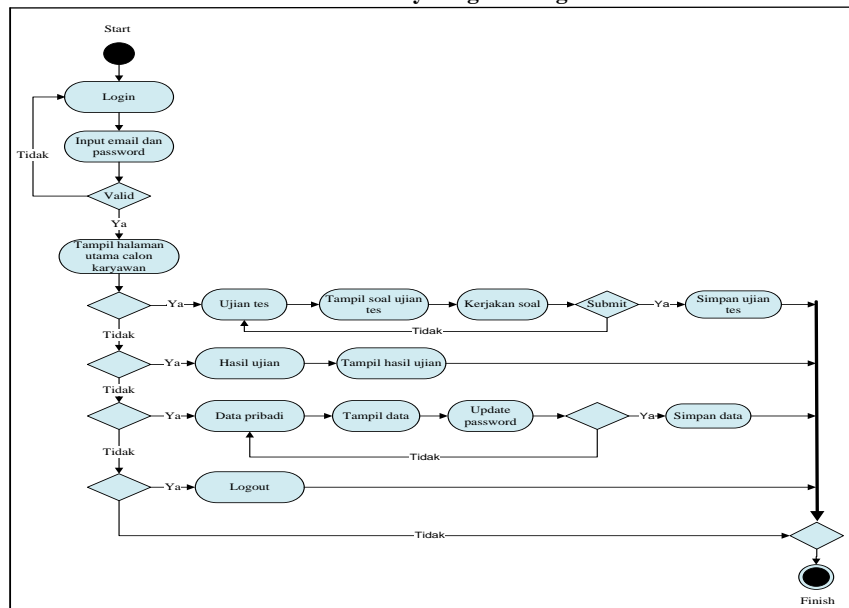 Start
Login
Input email dan
password
Tidak
Valid
Ya
Tampil halaman
utama calon
karyawan
Ya
Ujian tes
Tampil soal ujian
tes
Kerjakan soal
Submit
Ya
Simpan ujian
tes
Tidak
Tidak
Ya
Hasil ujian
Tampil hasil ujian
Tidak
Ya
Data pribadi
Tampil data
Update
password
Ya
Simpan data
Tidak
Tidak
Ya
Logout
Tidak
Finish